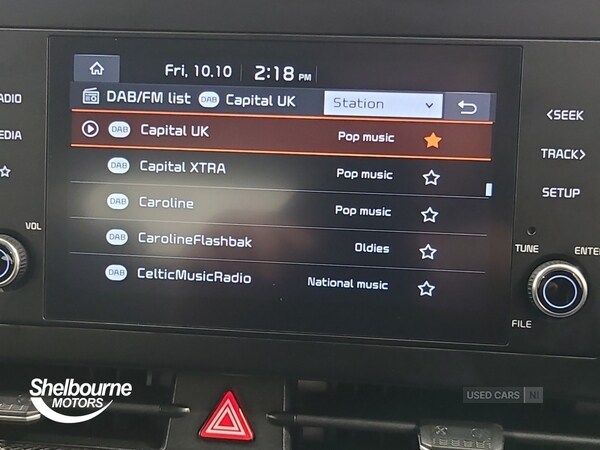 Fri, 10.10 2:18 PM
DAB/FM list DAB Capital UK Station
DAB Capital UK Pop music
DAB Capital XTRA Pop music
DAB Caroline Pop music
DAB CarolineFlashbak Oldies
DAB CelticMusicRadio National music
ADIO
EDIA
VOL
<SEEK
TRACK>
SETUP
TUNE ENTE
FILE
Shelbourne
MOTORS
USED CARS NI